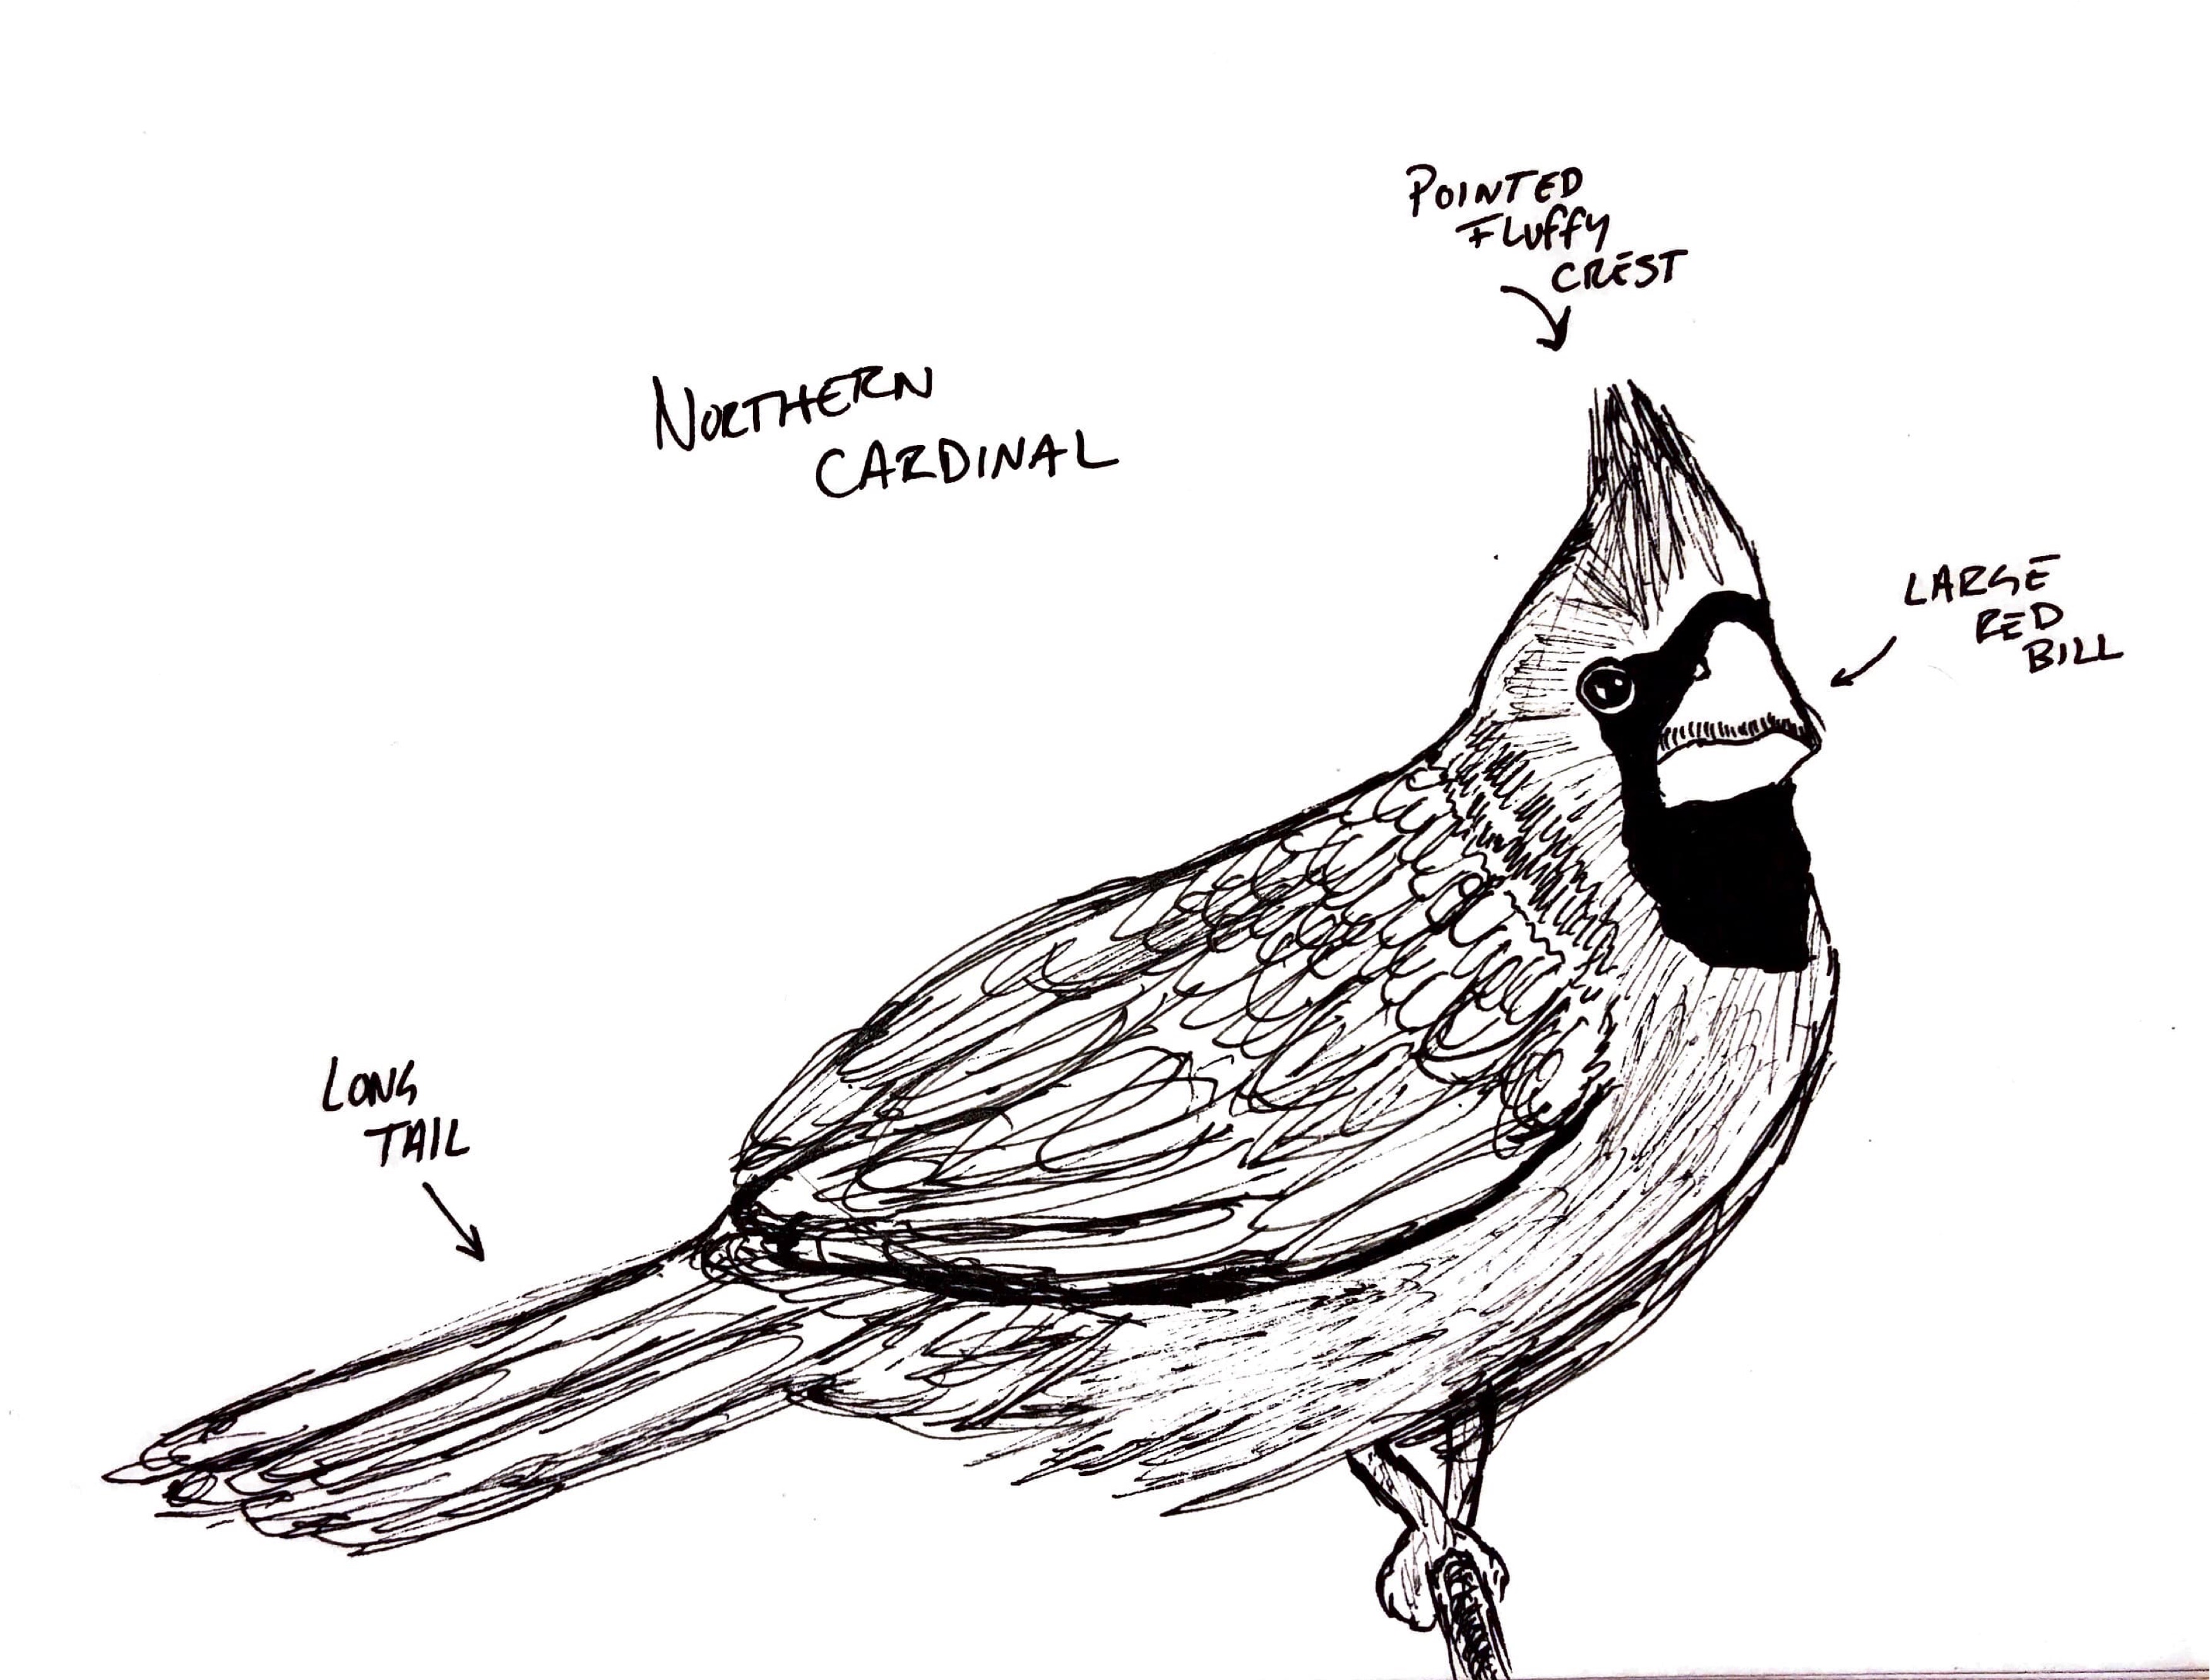 POINTED
FLUFFY
CREST
NORTHERN
CARDINAL
LARGE
RED
BILL
LONG
TAIL